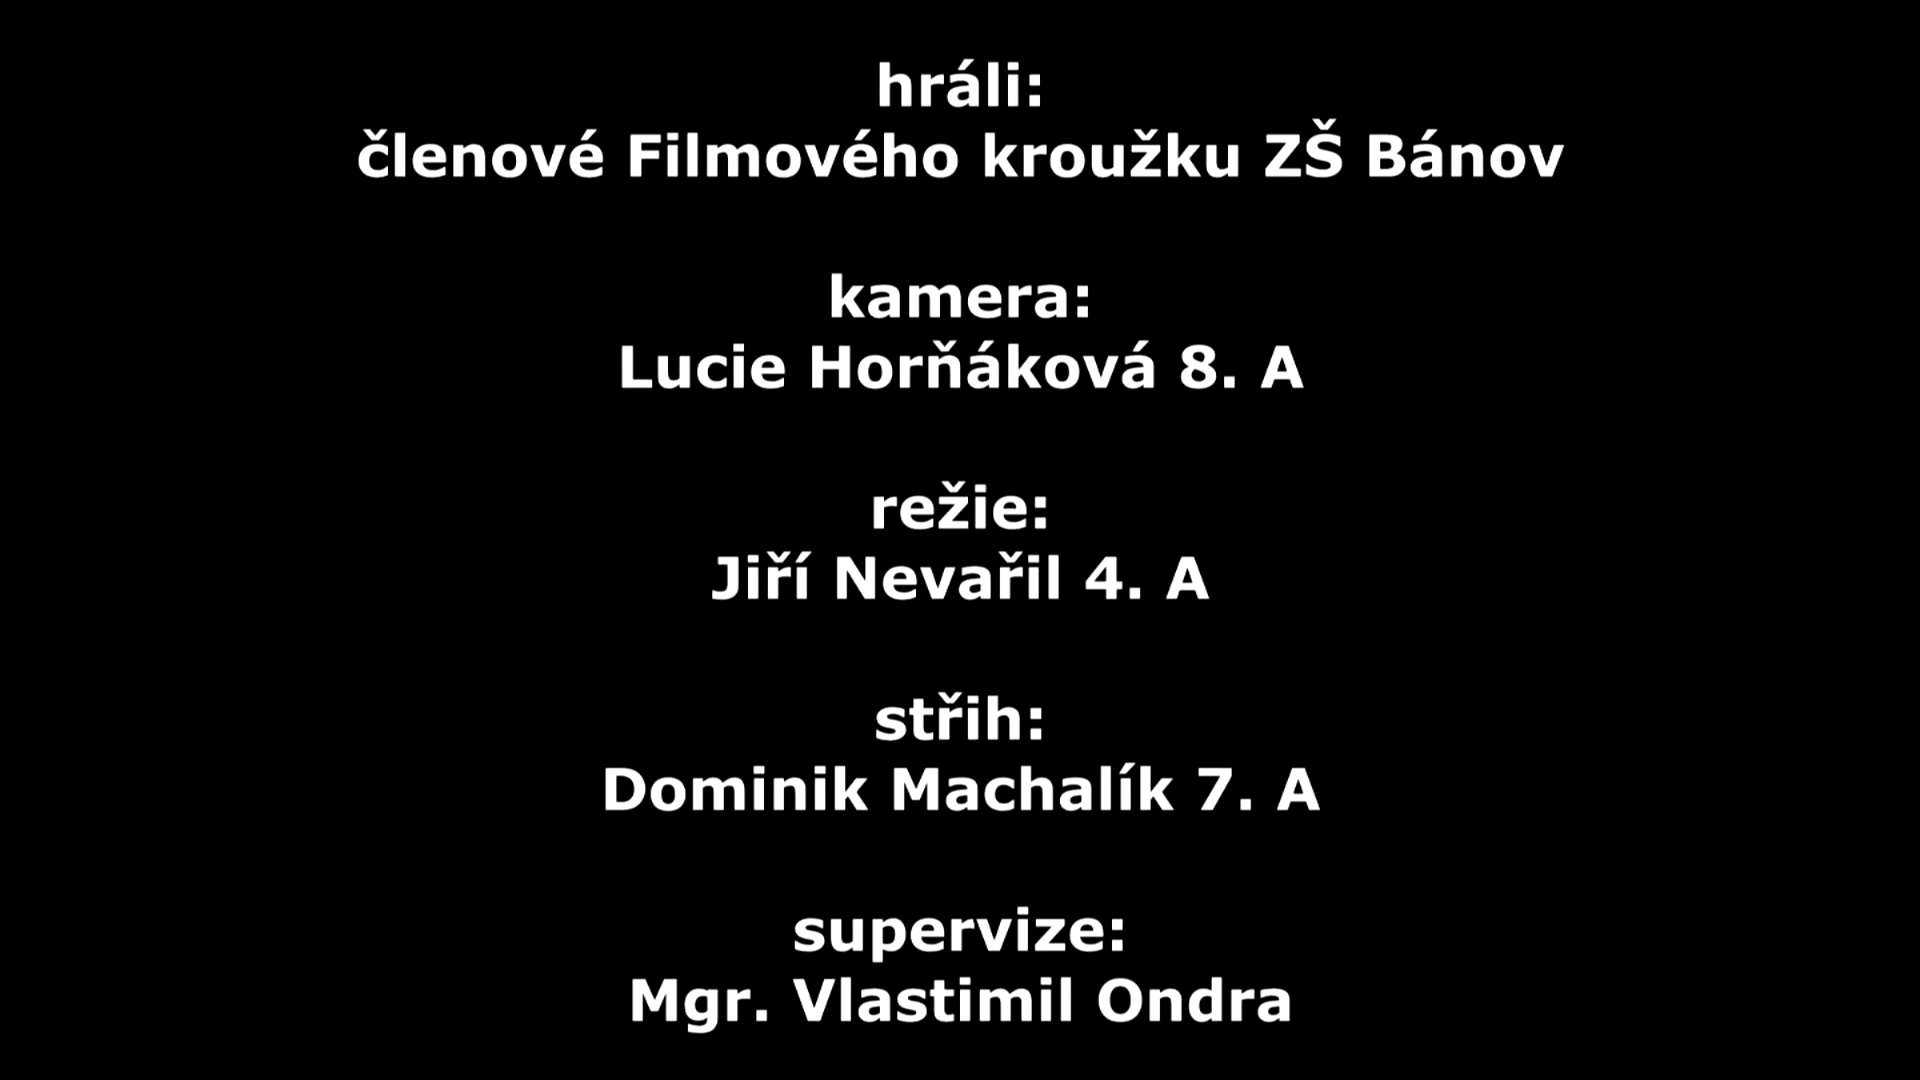 hráli:
členové Filmového kroužku ZŠ Bánov
kamera:
Lucie Horňáková 8. A
režie:
Jiří Nevařil 4. A
střih:
Dominik Machalík 7. A
supervize:
Mgr. Vlastimil Ondra